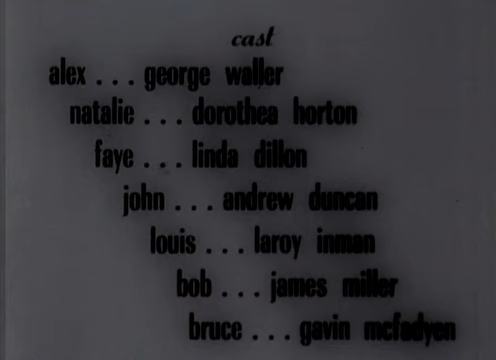 cast
alex . . . george waller
natalie . . . dorothea horton
faye . . . linda dillon
john . . . andrew duncan
louis . . . laroy inman
bob . . . james miller
bruce . . . gavin mcfadyen